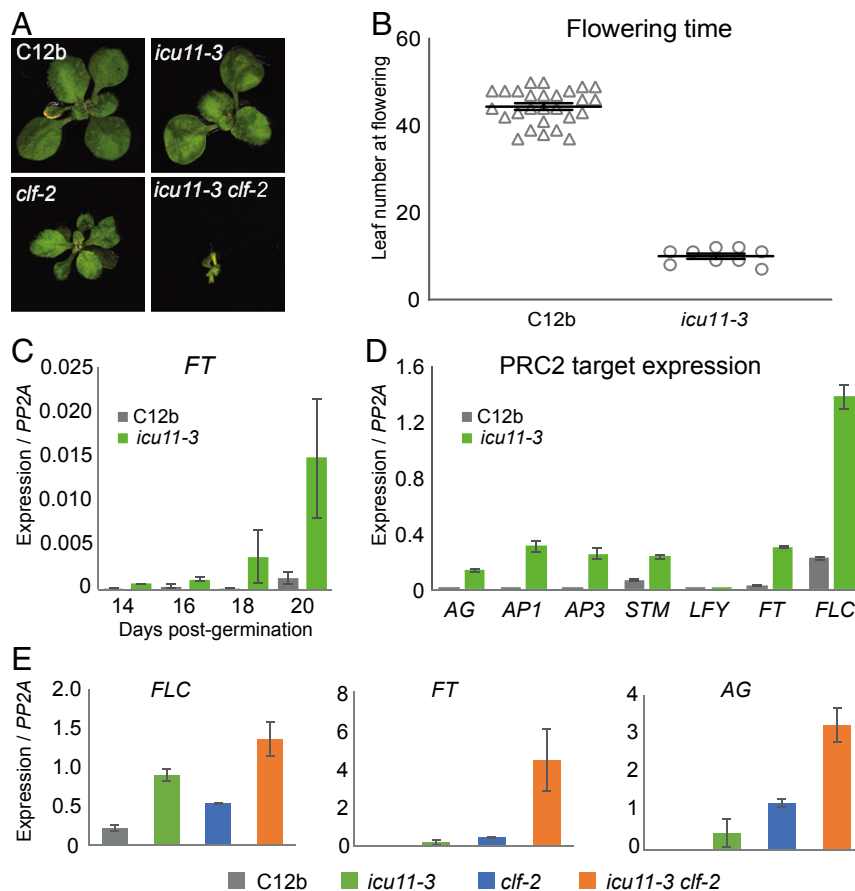 A
C12b
icu11-3
clf-2
icu11-3 clf-2
B
Flowering time
Leaf number at flowering
60
40
20
0
C12b
icu11-3
C
FT
Expression / PP2A
0.025
0.020
0.015
0.010
0.005
0
C12b
icu11-3
14 16 18 20
Days post-germination
D
PRC2 target expression
Expression / PP2A
1.6
1.2
0.8
0.4
0
C12b
icu11-3
AG AP1 AP3 STM LFY FT FLC
E
Expression / PP2A
FLC
2.0
1.5
1.0
0.5
0
FT
8
6
4
2
0
AG
4
3
2
1
0
C12b icu11-3 clf-2 icu11-3 clf-2